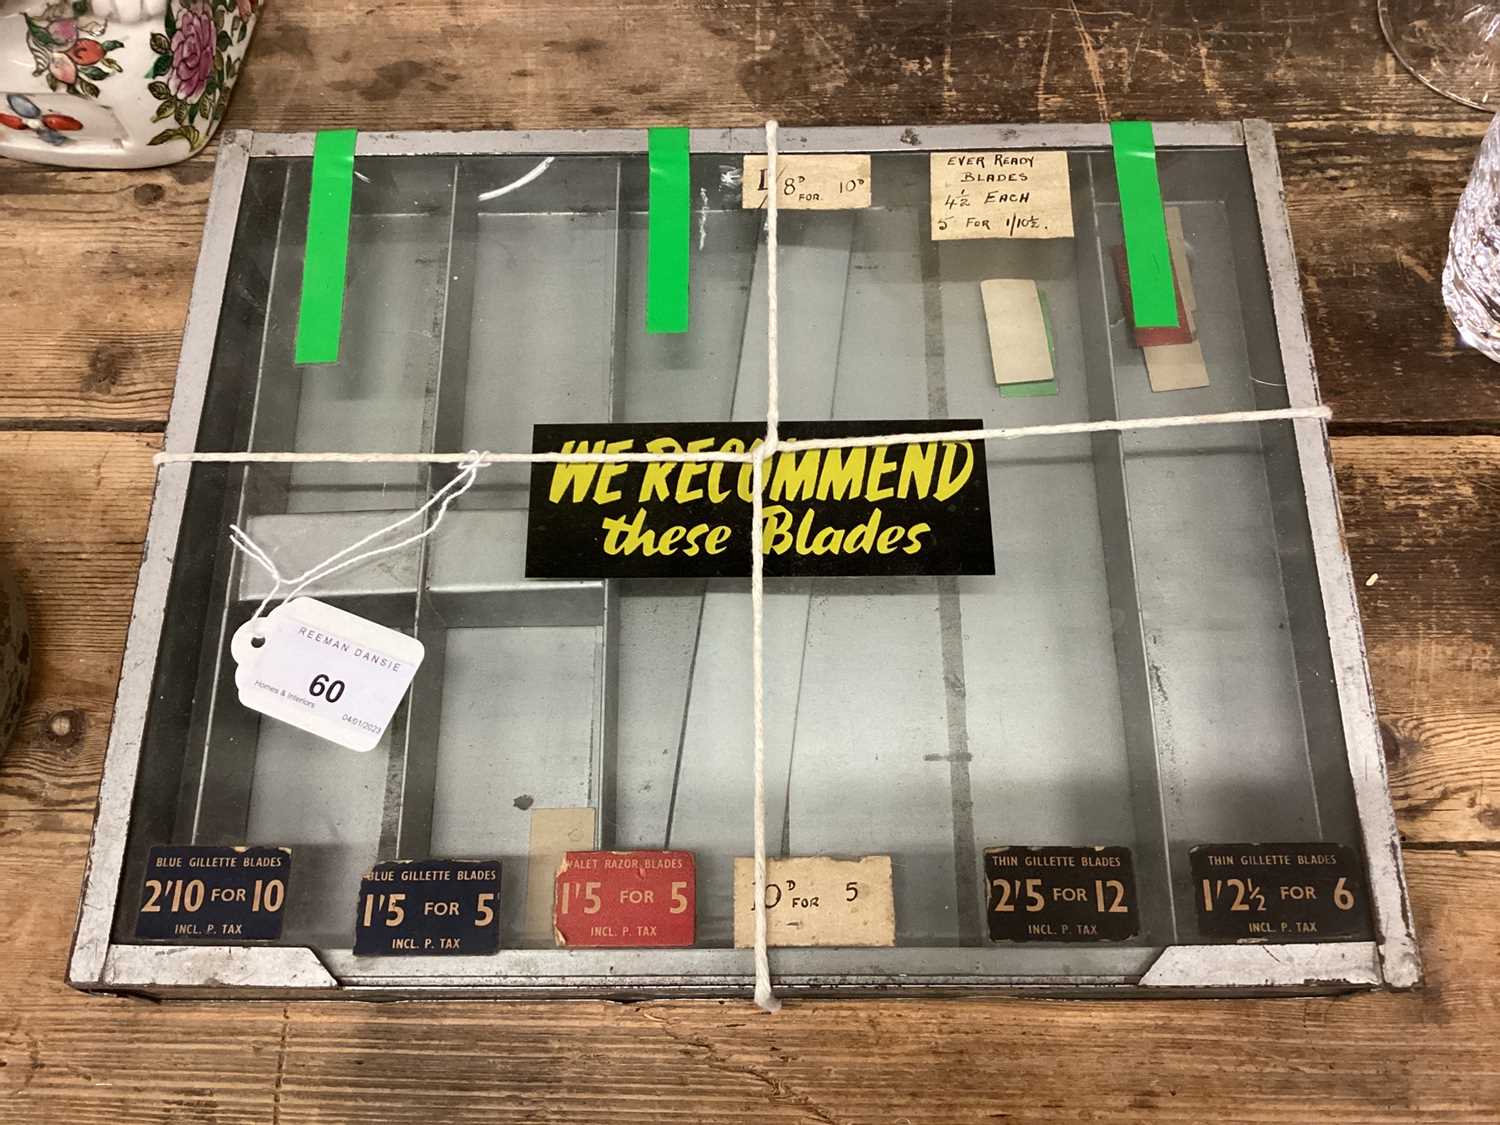 1/8ᴰ FOR. 10ᴰ
EVER READY
BLADES
4½ EACH
5 FOR 1/10½.
WE RECOMMEND
these Blades
REEMAN DANSIE
60
Homes & Interiors
04/01/2023
BLUE GILLETTE BLADES
2'10 FOR 10
INCL. P. TAX
BLUE GILLETTE BLADES
1'5 FOR 5
INCL. P. TAX
VALET RAZOR BLADES
1'5 FOR 5
INCL. P. TAX
10ᴰ FOR 5
THIN GILLETTE BLADES
2'5 FOR 12
INCL. P. TAX
THIN GILLETTE BLADES
1'2½ FOR 6
INCL. P. TAX